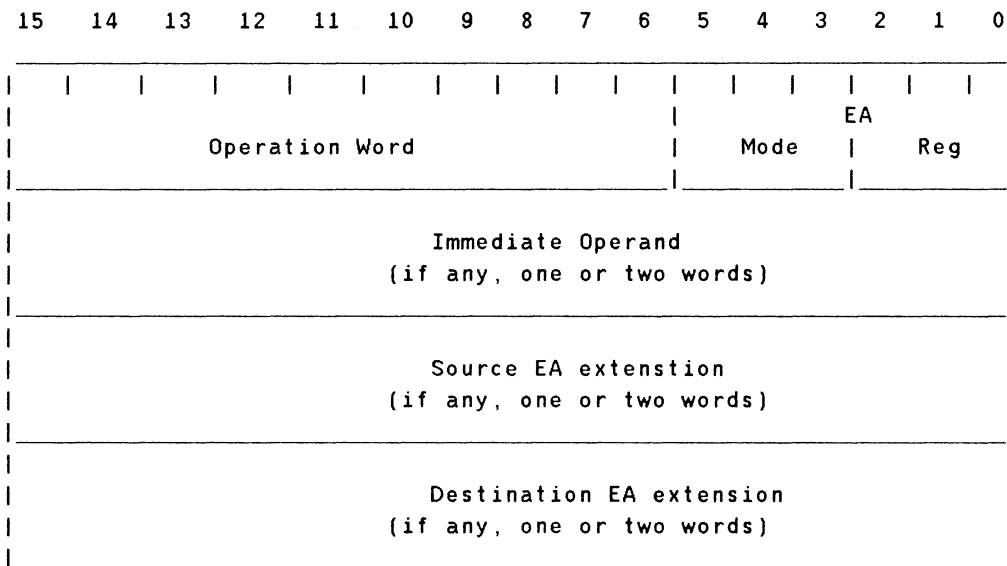 15 14 13 12 11 10 9 8 7 6 5 4 3 2 1 0
EA
Operation Word Mode Reg
Immediate Operand
(if any, one or two words)
Source EA extenstion
(if any, one or two words)
Destination EA extension
(if any, one or two words)